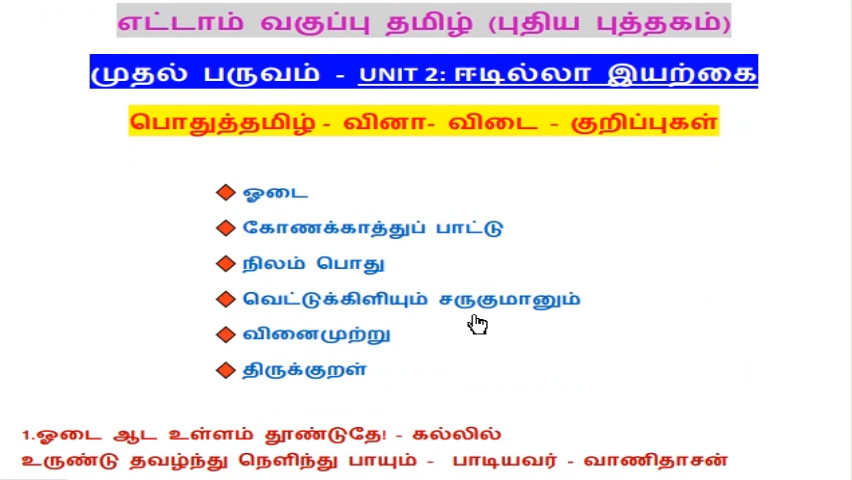 எட்டாம் வகுப்பு தமிழ் (புதிய புத்தகம்)
முதல் பருவம் - UNIT 2: ஈடில்லா இயற்கை
பொதுத்தமிழ் - வினா- விடை - குறிப்புகள்
ஓடை
கோணக்காத்துப் பாட்டு
நிலம் பொது
வெட்டுக்கிளியும் சருகுமானும்
வினைமுற்று
திருக்குறள்
1.ஓடை ஆட உள்ளம் தூண்டுதே! - கல்லில்
உருண்டு தவழ்ந்து நெளிந்து பாயும் - பாடியவர் - வாணிதாசன்